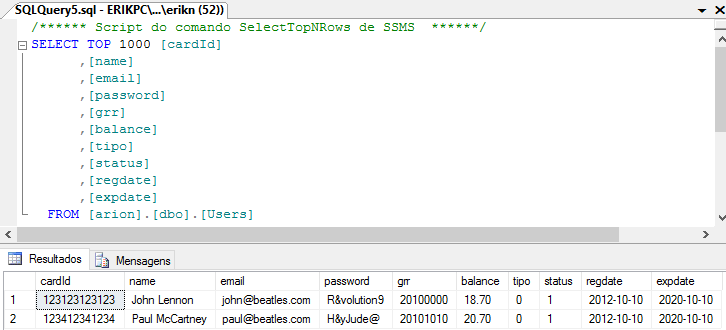 SQLQuery5.sql - ERIKPC\...\erikn (52))
/****** Script do comando SelectTopNRows de SSMS  ******/
SELECT TOP 1000 [cardId]
,[name]
,[email]
,[password]
,[grr]
,[balance]
,[tipo]
,[status]
,[regdate]
,[expdate]
FROM [arion].[dbo].[Users]
Resultados Mensagens
cardId name email password grr balance tipo status regdate expdate
1 123123123123 John Lennon john@beatles.com R&volution9 20100000 18.70 0 1 2012-10-10 2020-10-10
2 123412341234 Paul McCartney paul@beatles.com H&yJude@ 20101010 20.70 0 1 2012-10-10 2020-10-10